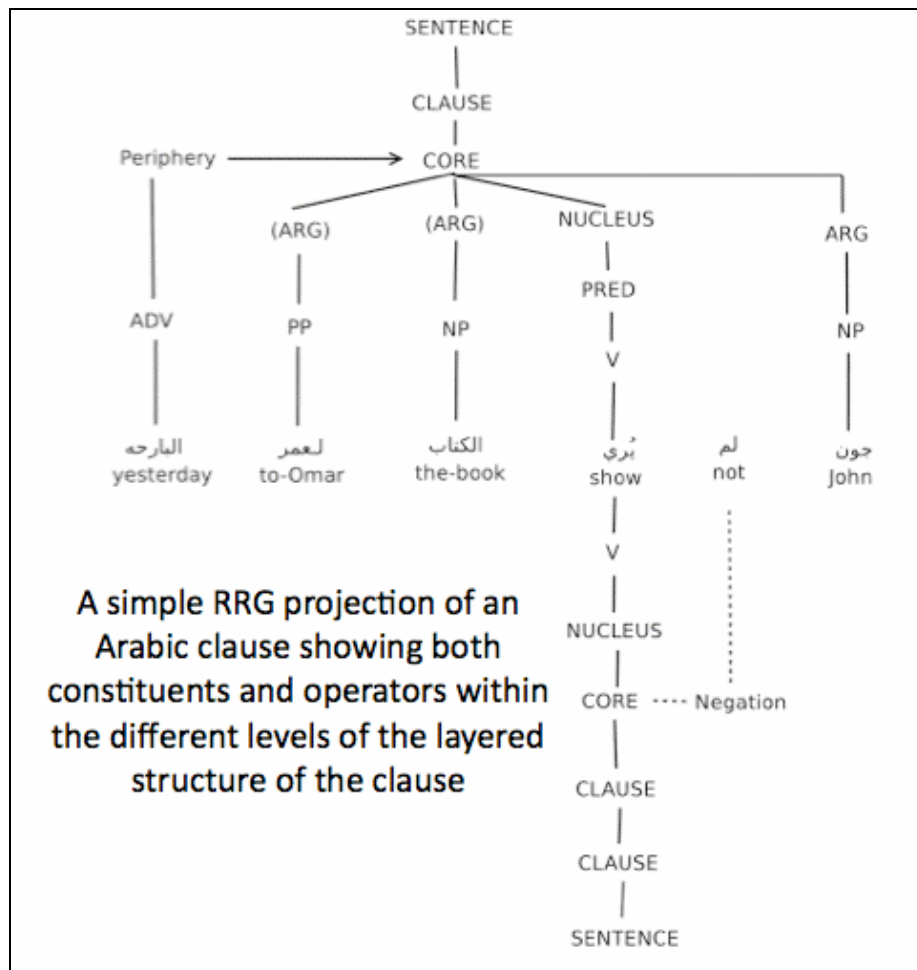 SENTENCE
CLAUSE
Periphery CORE
(ARG) (ARG) NUCLEUS ARG
PRED
ADV PP NP NP
V
البارحه لـعمر الكتاب يُري لم جون
yesterday to-Omar the-book show not John
V
A simple RRG projection of an
Arabic clause showing both
constituents and operators within
the different levels of the layered
structure of the clause
NUCLEUS
CORE Negation
CLAUSE
CLAUSE
SENTENCE